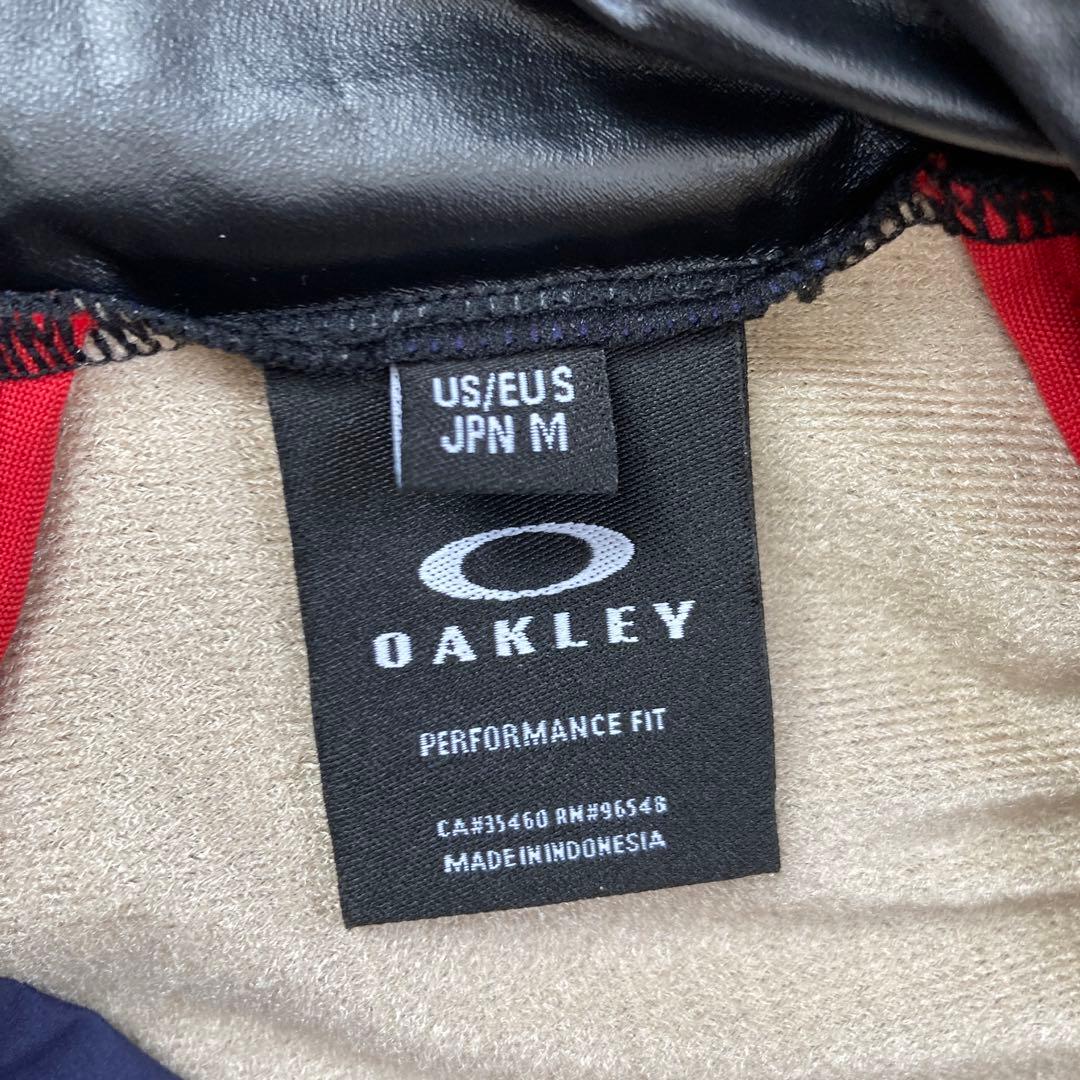 US/EU S
JPN M
OAKLEY
PERFORMANCE FIT
CA#35460 RN#96548
MADE IN INDONESIA